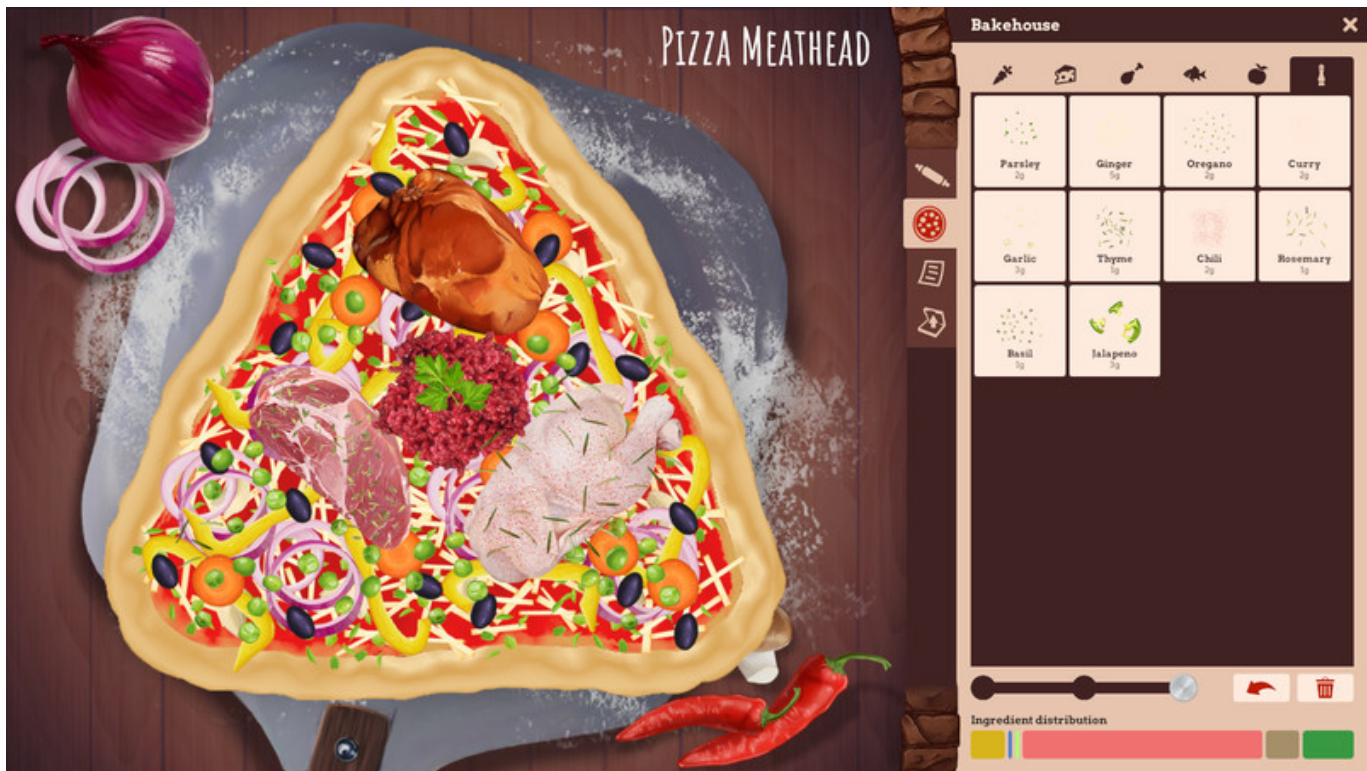 PIZZA MEATHEAD
Bakehouse
Parsley
2g
Ginger
5g
Oregano
2g
Curry
3g
Garlic
3g
Thyme
1g
Chili
2g
Rosemary
1g
Basil
1g
Jalapeno
3g
Ingredient distribution